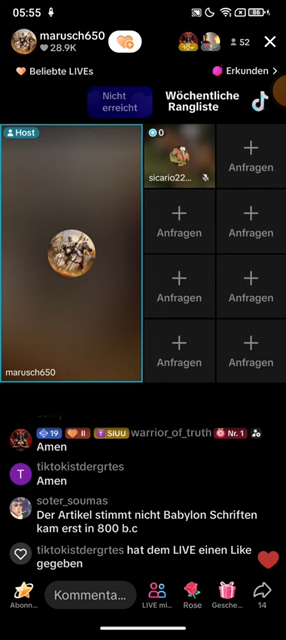 05:55
86
marusch650
28.9K
10+
3
52
Beliebte LIVEs
Erkunden
Nicht
erreicht
Wöchentliche
Rangliste
Host
0
sicario22...
Anfragen
Anfragen
Anfragen
Anfragen
Anfragen
Anfragen
Anfragen
marusch650
19 II T SIUU warrior_of_truth Nr. 1
Amen
T
tiktokistdergrtes
Amen
soter_soumas
Der Artikel stimmt nicht Babylon Schriften
kam erst in 800 b.c
tiktokistdergrtes hat dem LIVE einen Like
gegeben
Abonn...
Kommenta...
LIVE mi...
Rose
Gesche...
14